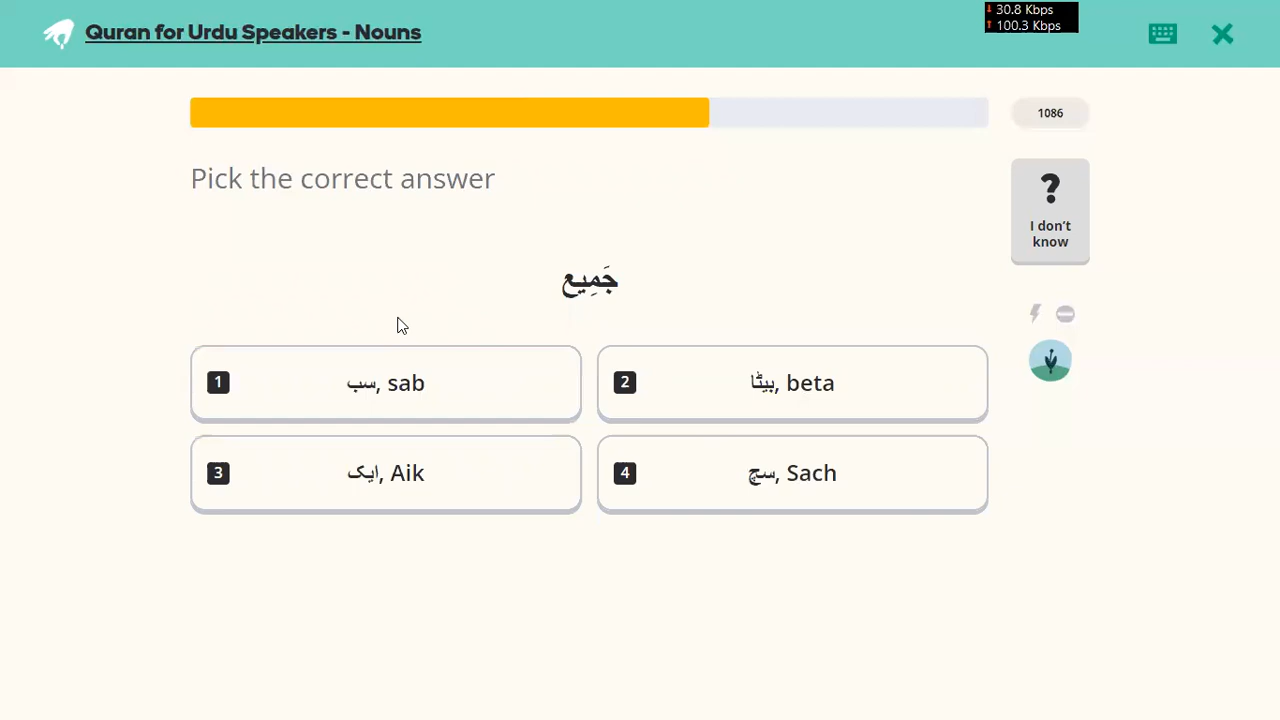 Quran for Urdu Speakers - Nouns
↓ 30.8 Kbps
↑ 100.3 Kbps
1086
Pick the correct answer
?
I don't
know
جَمِيع
1 سب, sab
2 بیٹا, beta
3 ایک, Aik
4 سچ, Sach